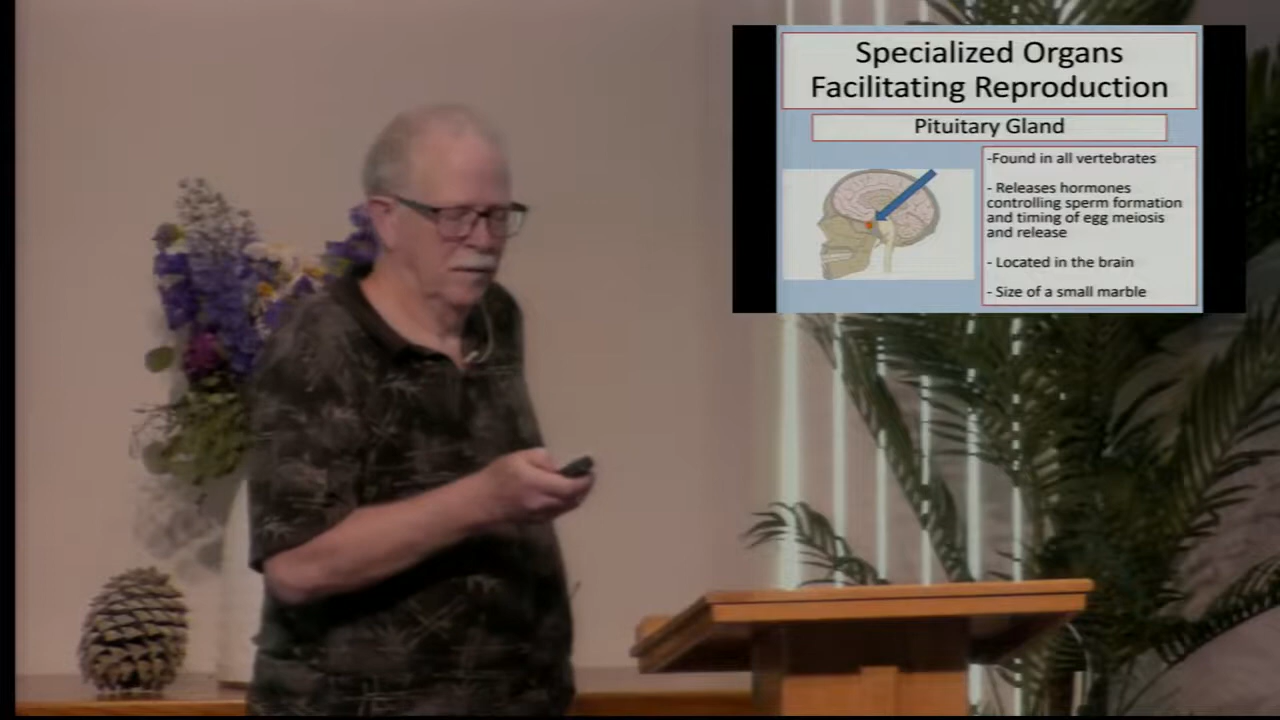 Specialized Organs
Facilitating Reproduction
Pituitary Gland
-Found in all vertebrates
- Releases hormones
controlling sperm formation
and timing of egg meiosis
and release
- Located in the brain
- Size of a small marble